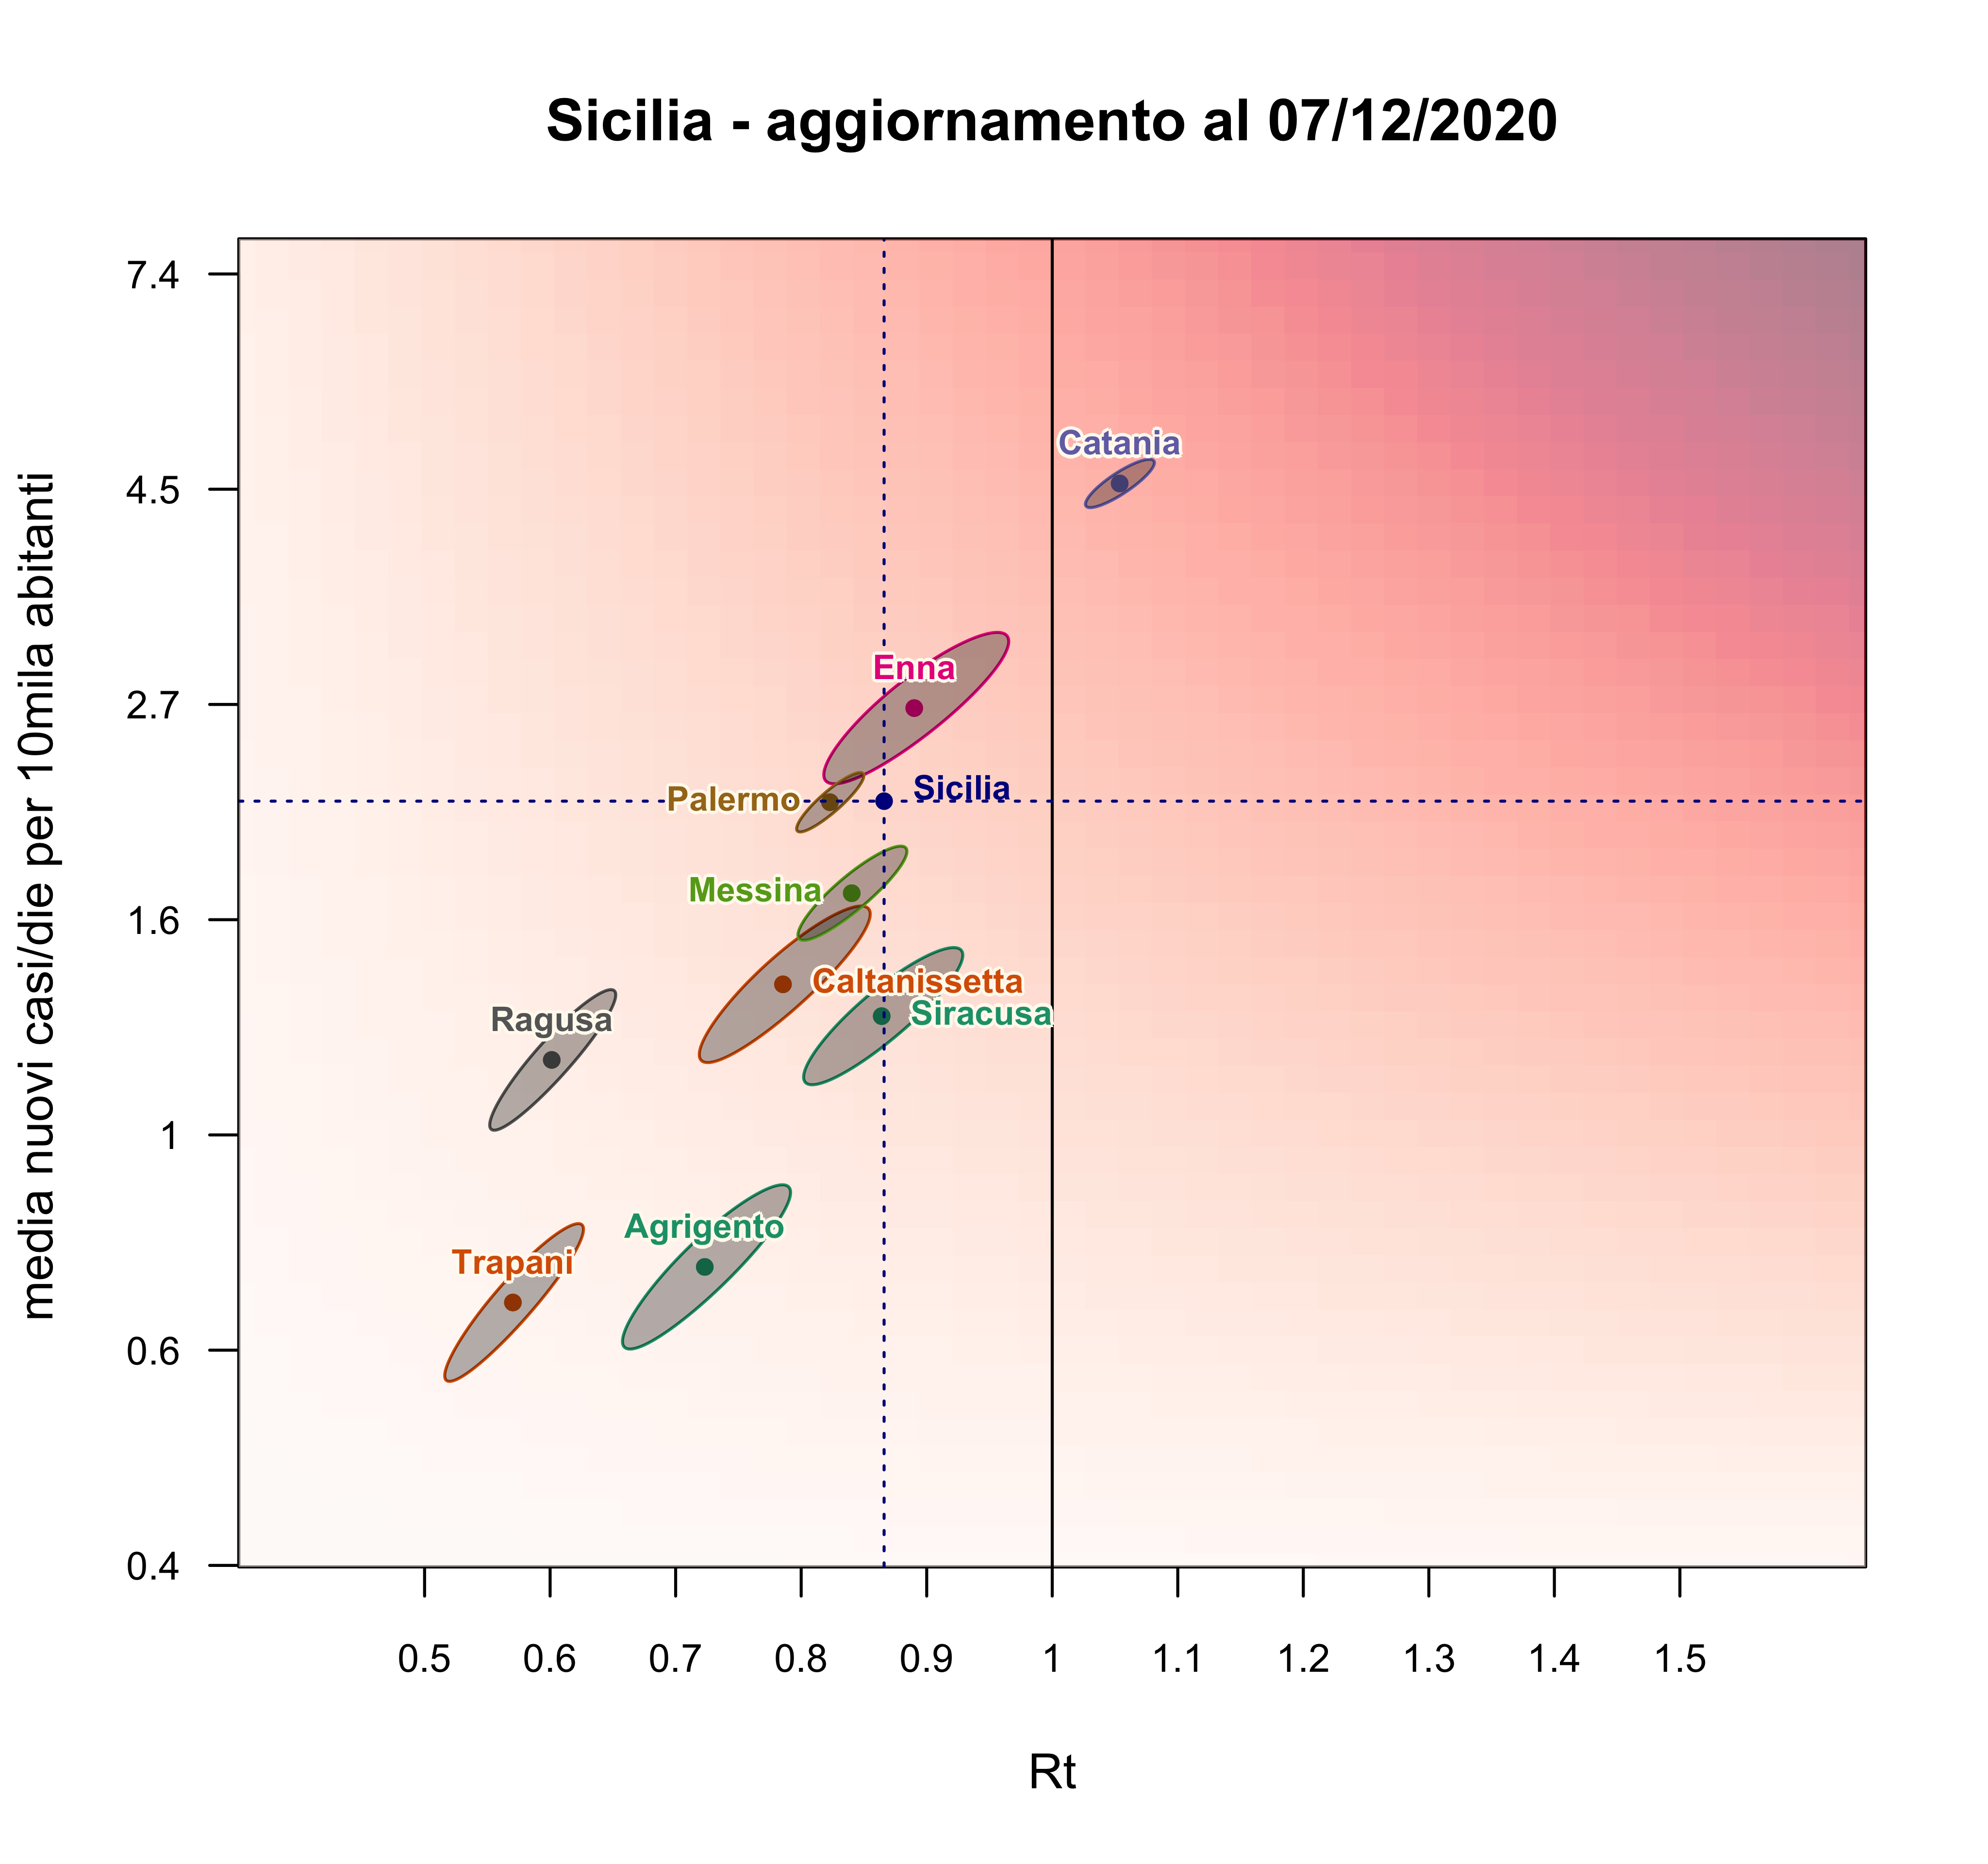 Sicilia - aggiornamento al 07/12/2020
media nuovi casi/die per 10mila abitanti
7.4
4.5
2.7
1.6
1
0.6
0.4
Catania
Enna
Sicilia
Palermo
Messina
Caltanissetta
Siracusa
Ragusa
Agrigento
Trapani
0.5 0.6 0.7 0.8 0.9 1 1.1 1.2 1.3 1.4 1.5
Rt